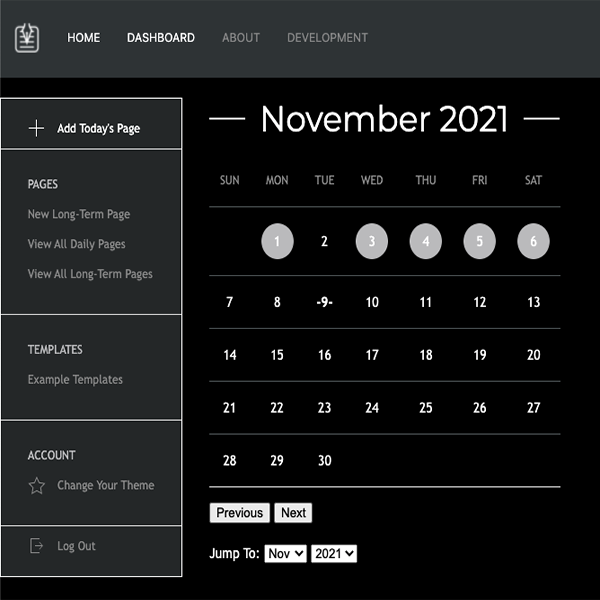 HOME DASHBOARD ABOUT DEVELOPMENT
Add Today's Page
PAGES
New Long-Term Page
View All Daily Pages
View All Long-Term Pages
TEMPLATES
Example Templates
ACCOUNT
Change Your Theme
Log Out
November 2021
SUN MON TUE WED THU FRI SAT
1 2 3 4 5 6
7 8 -9- 10 11 12 13
14 15 16 17 18 19 20
21 22 23 24 25 26 27
28 29 30
Previous Next
Jump To: Nov 2021